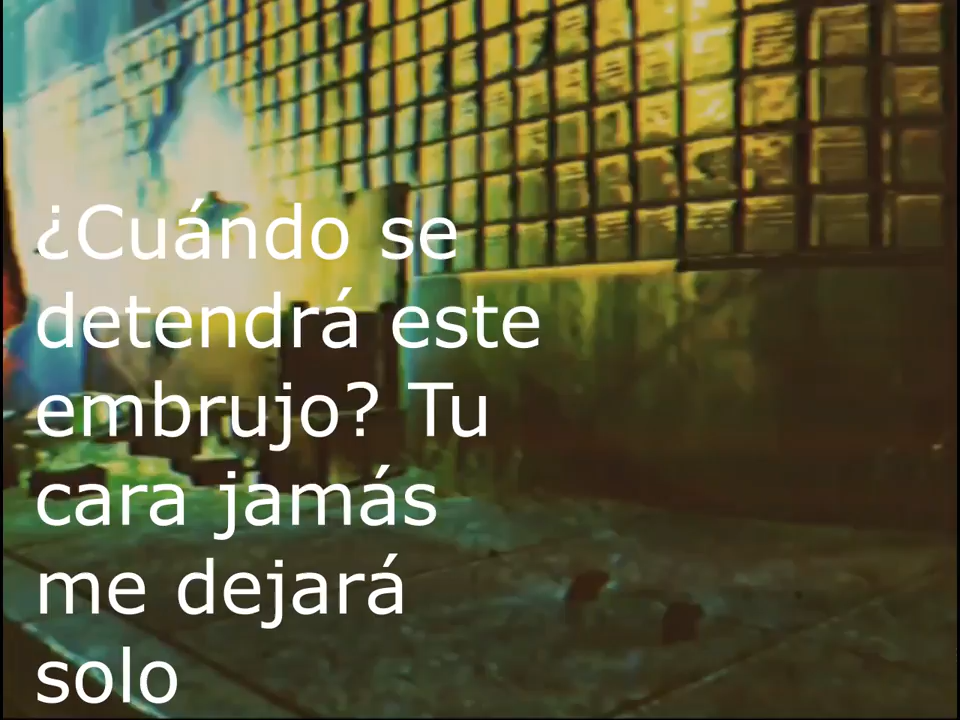 ¿Cuándo se
detendrá este
embrujo? Tu
cara jamás
me dejará
solo